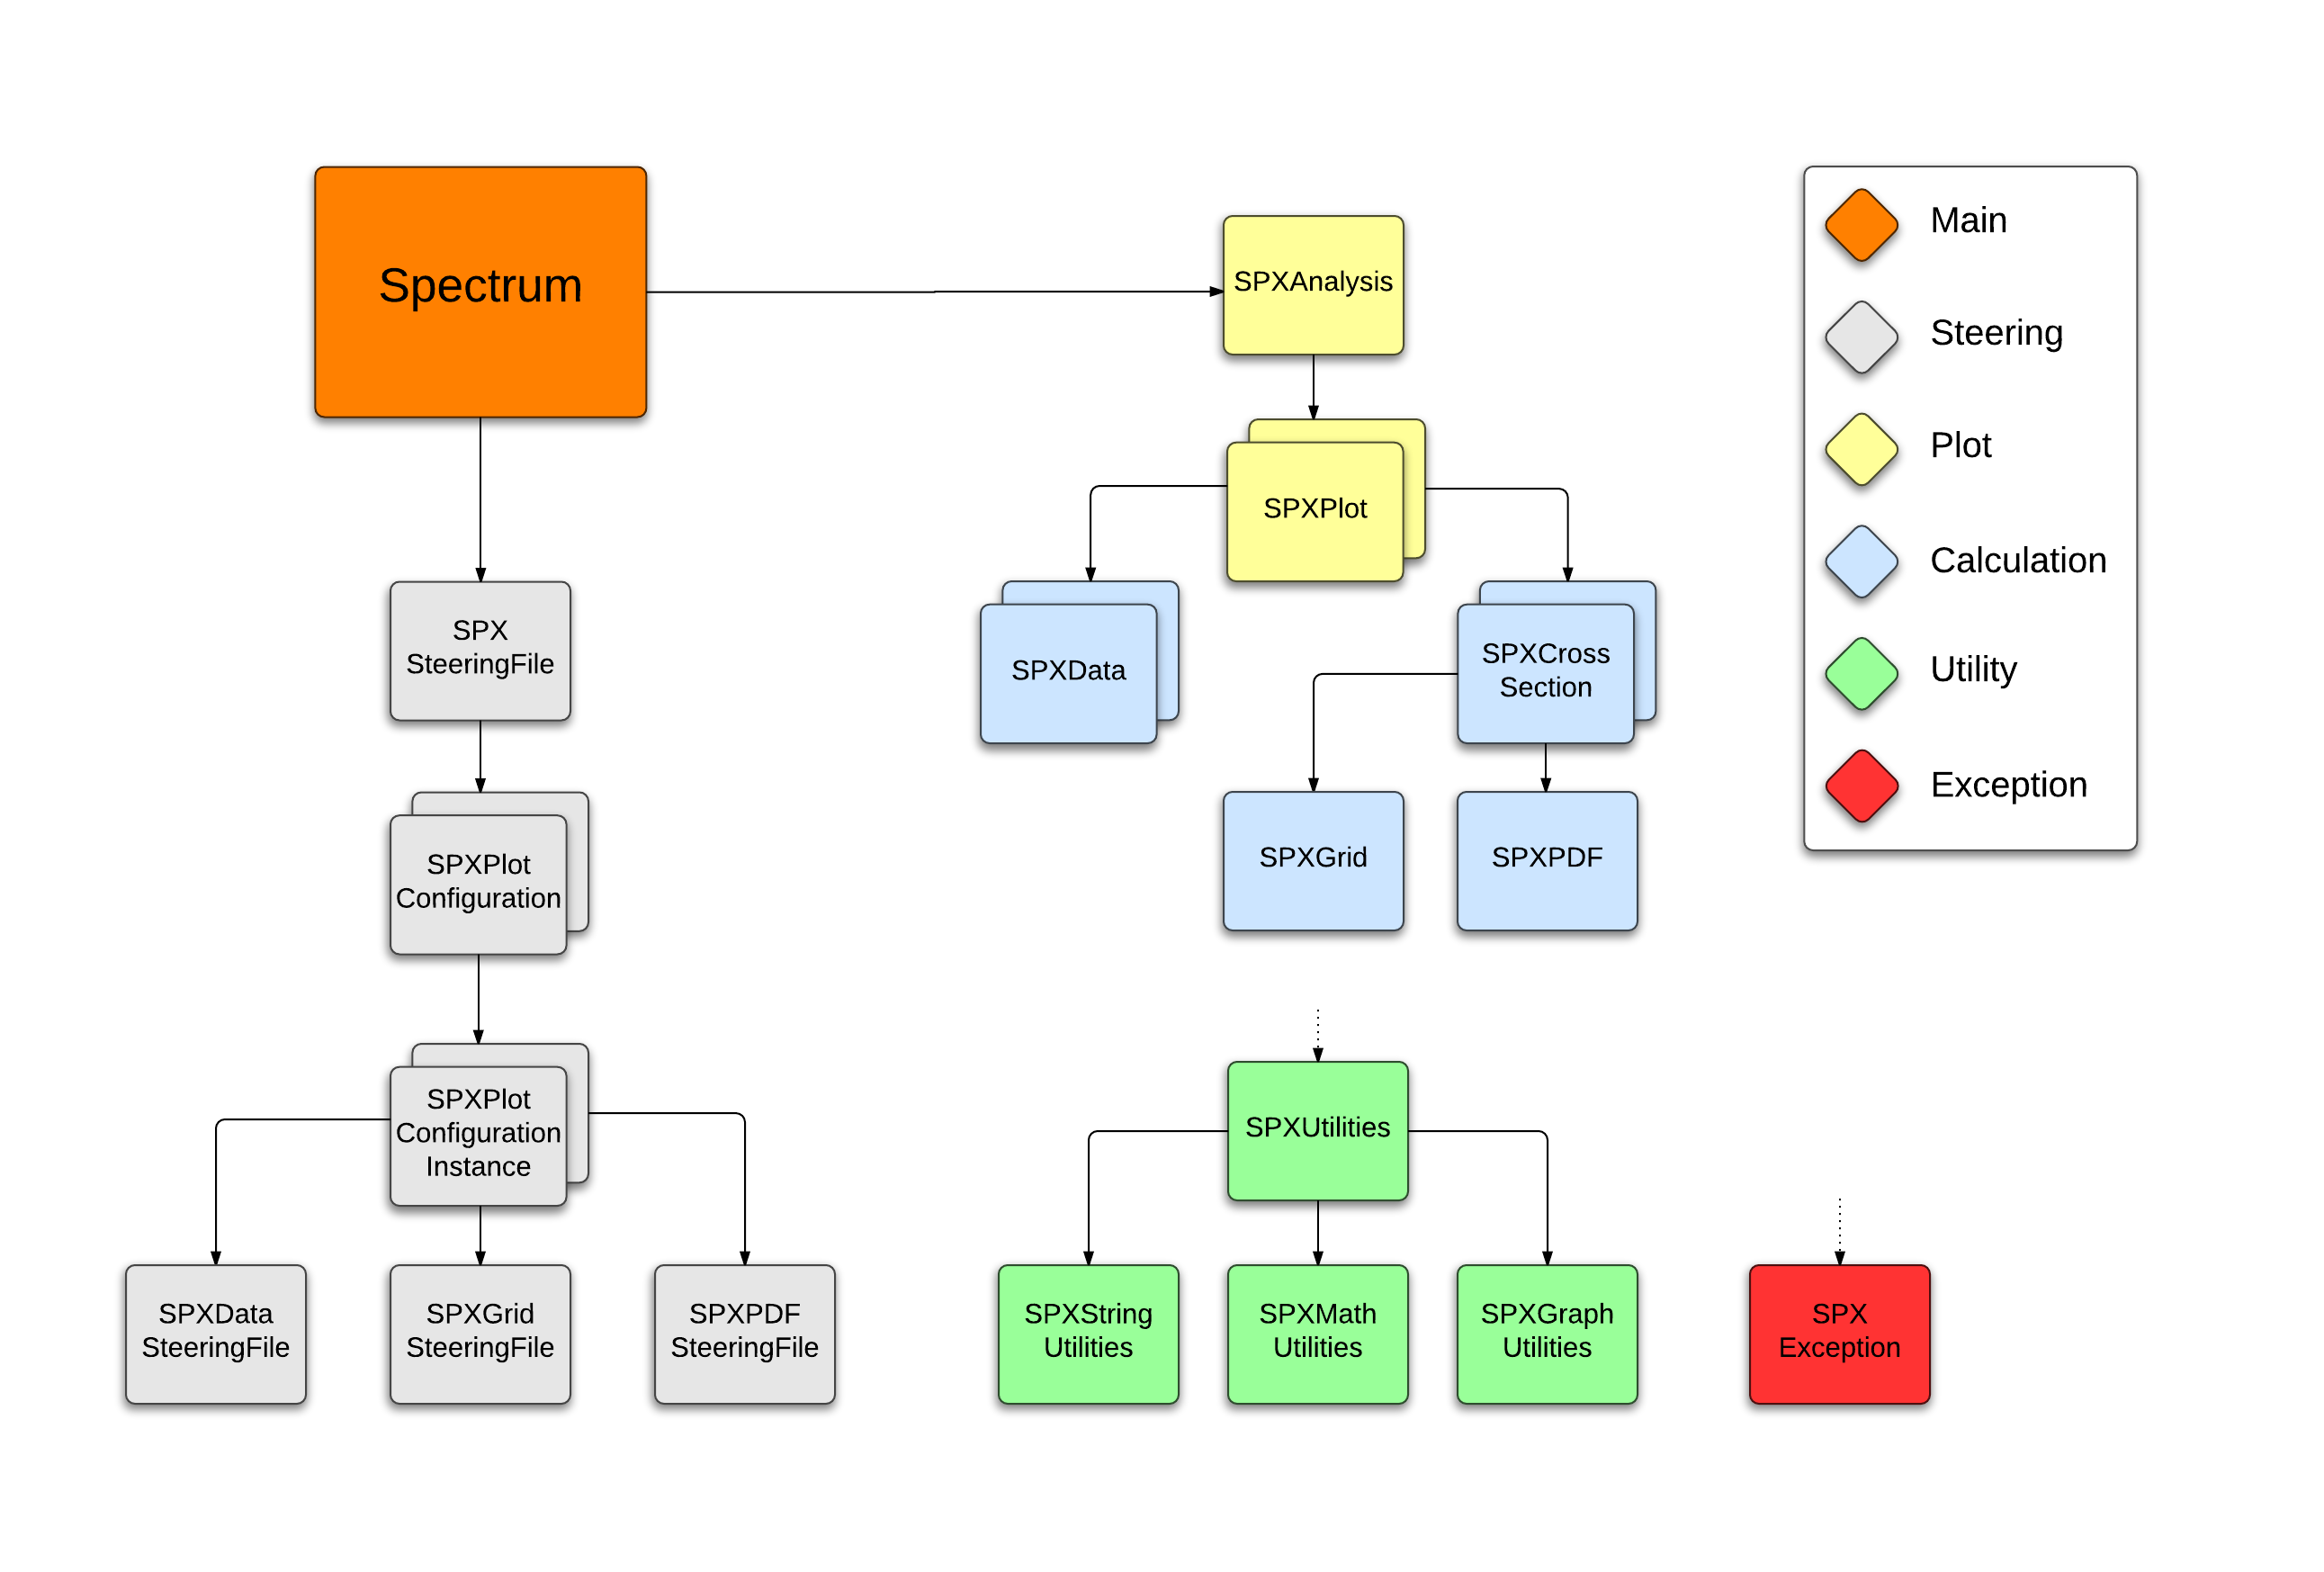 Spectrum
SPXAnalysis
SPXPlot
SPXData
SPXCross
Section
SPXGrid
SPXPDF
SPX
SteeringFile
SPXPlot
Configuration
SPXPlot
Configuration
Instance
SPXData
SteeringFile
SPXGrid
SteeringFile
SPXPDF
SteeringFile
SPXUtilities
SPXString
Utilities
SPXMath
Utilities
SPXGraph
Utilities
SPX
Exception
Main
Steering
Plot
Calculation
Utility
Exception